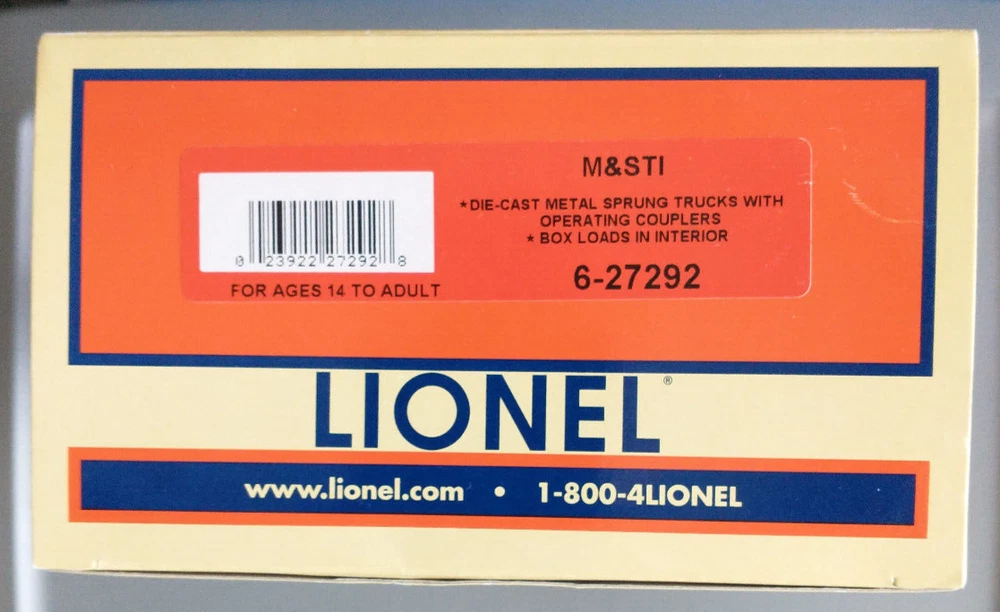 M&STI
*DIE-CAST METAL SPRUNG TRUCKS WITH
OPERATING COUPLERS
* BOX LOADS IN INTERIOR
6-27292
0 23922 27292 8
FOR AGES 14 TO ADULT
LIONEL®
www.lionel.com • 1-800-4LIONEL